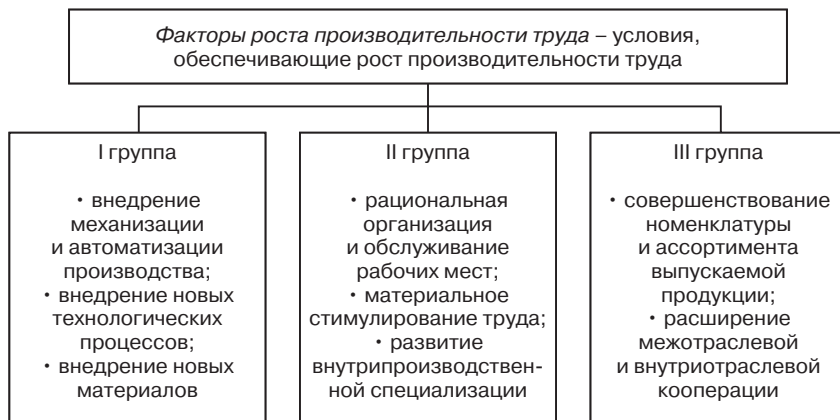 Факторы роста производительности труда – условия,
обеспечивающие рост производительности труда
I группа
• внедрение
механизации
и автоматизации
производства;
• внедрение новых
технологических
процессов;
• внедрение новых
материалов
II группа
• рациональная
организация
и обслуживание
рабочих мест;
• материальное
стимулирование труда;
• развитие
внутрипроизводствен-
ной специализации
III группа
• совершенствование
номенклатуры
и ассортимента
выпускаемой
продукции;
• расширение
межотраслевой
и внутриотраслевой
кооперации